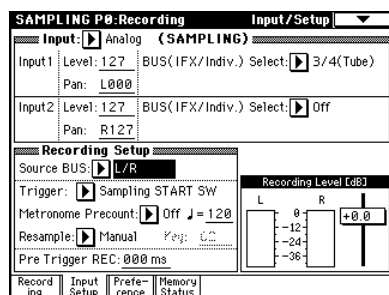 SAMPLING P0:Recording Input/Setup
Input: Analog (SAMPLING)
Input1 Level: 127 BUS(IFX/Indiv.) Select: 3/4(Tube)
Pan: L000
Input2 Level: 127 BUS(IFX/Indiv.) Select: Off
Pan: R127
Recording Setup
Source BUS: L/R
Trigger: Sampling START SW
Metronome Precount: Off ♩=120
Resample: Manual Key: C2
Pre Trigger REC: 000 ms
Recording Level [dB]
L R
0
-12
-24
-36
+0.0
Record
ing
Input
Setup
Prefe-
rence
Memory
Status